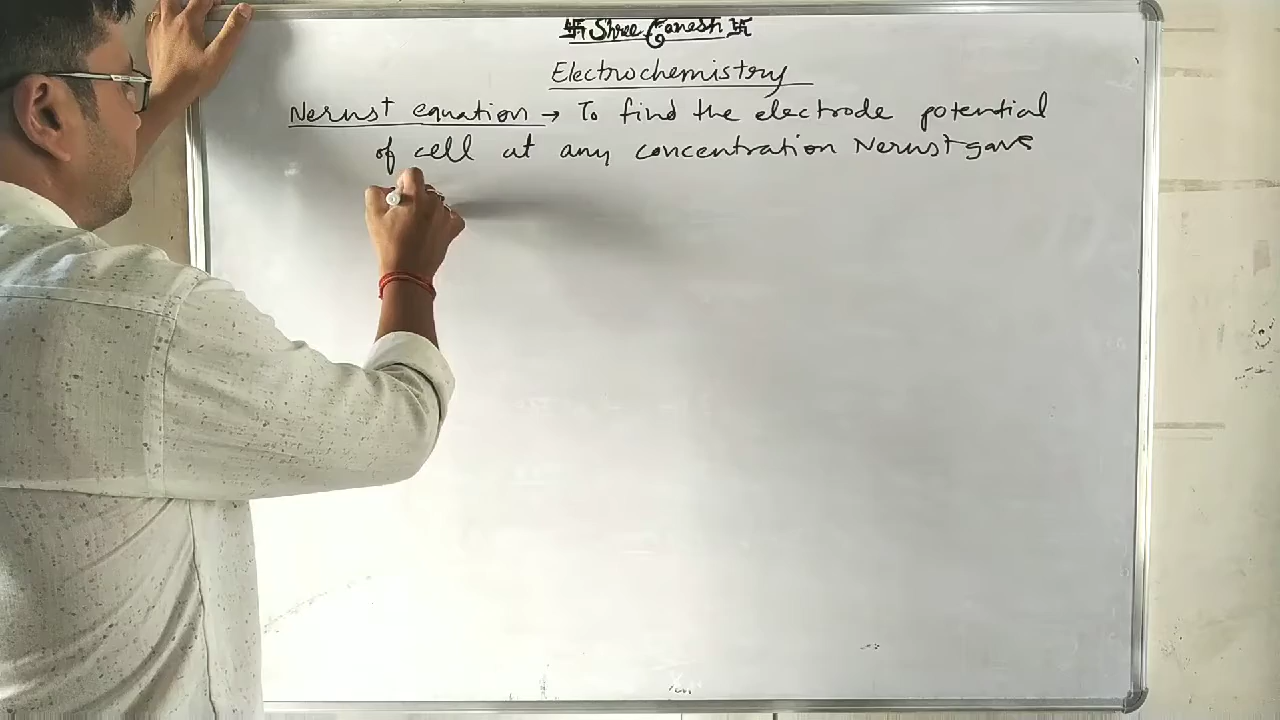 卐 Shree Ganesh 卐
Electrochemistry
Nernst equation → To find the electrode potential
of cell at any concentration Nernst gave